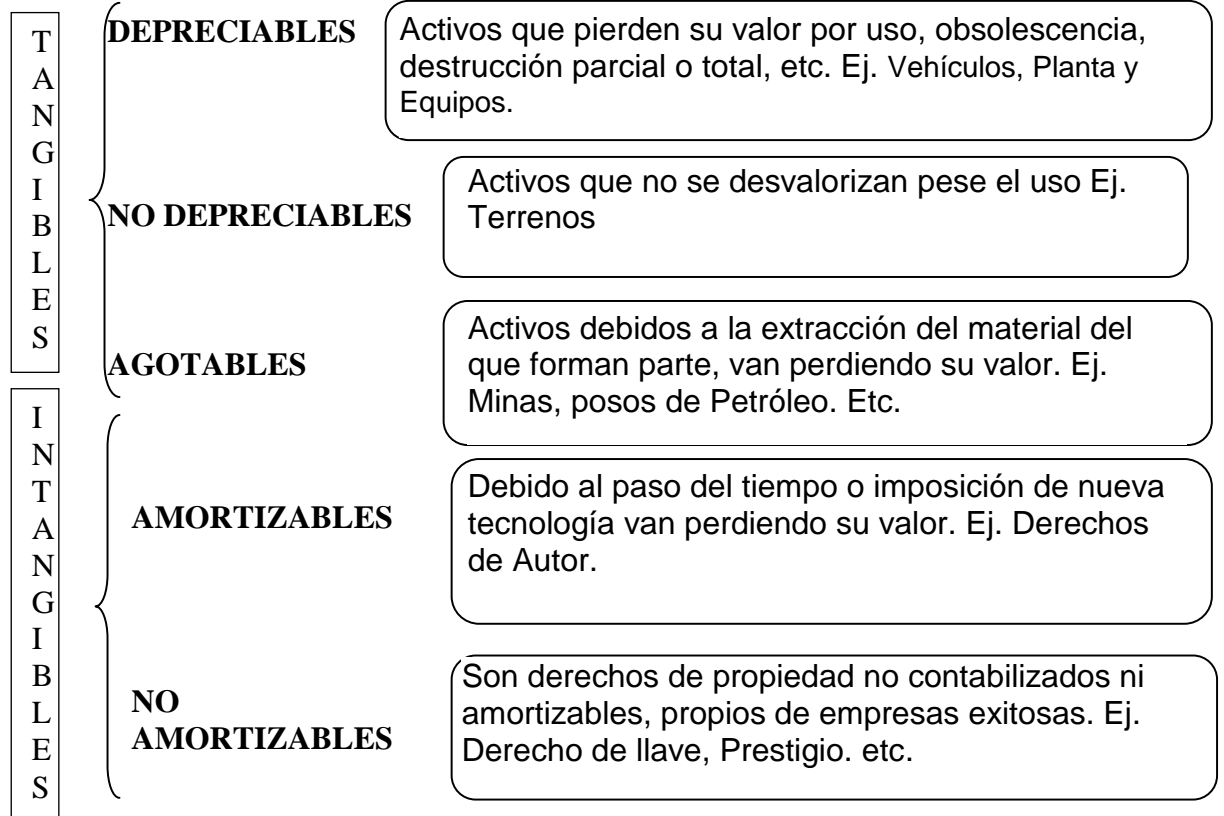 TANGIBLES
DEPRECIABLES
Activos que pierden su valor por uso, obsolescencia,
destrucción parcial o total, etc. Ej. Vehículos, Planta y
Equipos.
NO DEPRECIABLES
Activos que no se desvalorizan pese el uso Ej.
Terrenos
AGOTABLES
Activos debidos a la extracción del material del
que forman parte, van perdiendo su valor. Ej.
Minas, posos de Petróleo. Etc.
INTANGIBLES
AMORTIZABLES
Debido al paso del tiempo o imposición de nueva
tecnología van perdiendo su valor. Ej. Derechos
de Autor.
NO
AMORTIZABLES
Son derechos de propiedad no contabilizados ni
amortizables, propios de empresas exitosas. Ej.
Derecho de llave, Prestigio. etc.